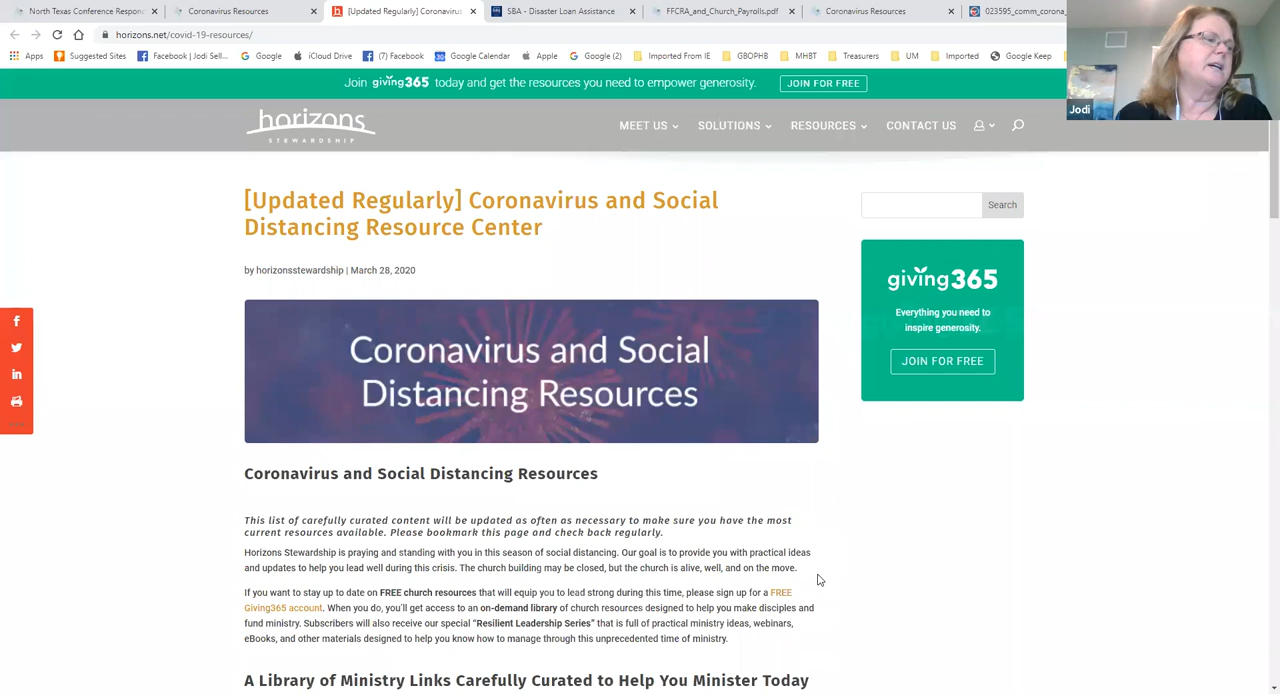 North Texas Conference Respon
Coronavirus Resources
[Updated Regularly] Coronavirus
SBA - Disaster Loan Assistance
FFCRA_and_Church_Payrolls.pdf
Coronavirus Resources
023595_comm_corona_
horizons.net/covid-19-resources/
Apps
Suggested Sites
Facebook | Jodi Sell...
Google
iCloud Drive
(7) Facebook
Google Calendar
Apple
Google (2)
Imported From IE
GBOPHB
MHBT
Treasurers
UM
Imported
Google Keep
Jodi
Join giving365 today and get the resources you need to empower generosity.
JOIN FOR FREE
horizons
STEWARDSHIP
MEET US
SOLUTIONS
RESOURCES
CONTACT US
[Updated Regularly] Coronavirus and Social
Distancing Resource Center
by horizonsstewardship | March 28, 2020
Search
giving365
Everything you need to
inspire generosity.
JOIN FOR FREE
Coronavirus and Social
Distancing Resources
Coronavirus and Social Distancing Resources
This list of carefully curated content will be updated as often as necessary to make sure you have the most
current resources available. Please bookmark this page and check back regularly.
Horizons Stewardship is praying and standing with you in this season of social distancing. Our goal is to provide you with practical ideas
and updates to help you lead well during this crisis. The church building may be closed, but the church is alive, well, and on the move.
If you want to stay up to date on FREE church resources that will equip you to lead strong during this time, please sign up for a FREE
Giving365 account. When you do, you'll get access to an on-demand library of church resources designed to help you make disciples and
fund ministry. Subscribers will also receive our special “Resilient Leadership Series” that is full of practical ministry ideas, webinars,
eBooks, and other materials designed to help you know how to manage through this unprecedented time of ministry.
A Library of Ministry Links Carefully Curated to Help You Minister Today